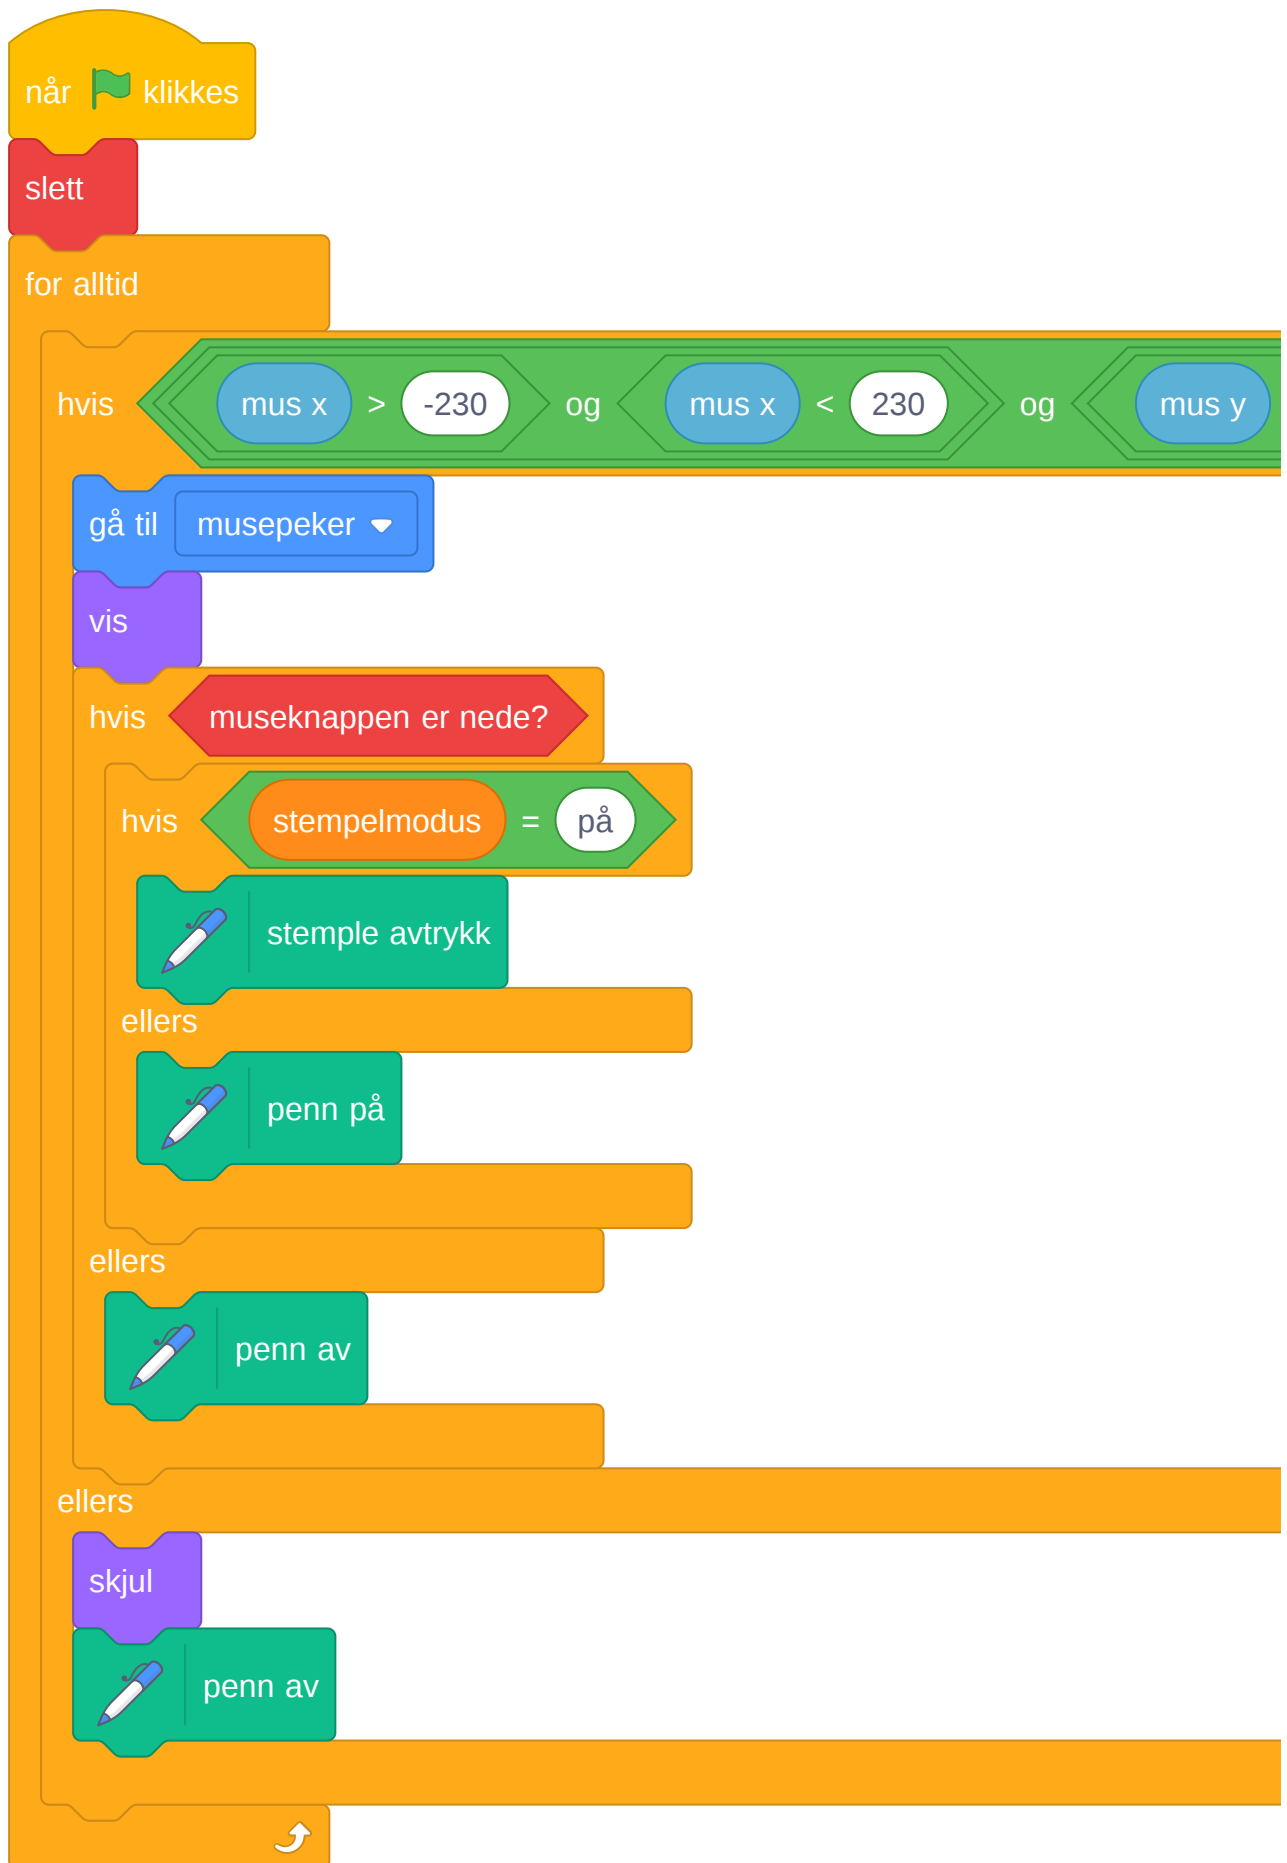 når klikkes
slett
for alltid
hvis mus x > -230 og mus x < 230 og mus y
gå til musepeker
vis
hvis museknappen er nede?
hvis stempelmodus = på
stemple avtrykk
ellers
penn på
ellers
penn av
ellers
skjul
penn av